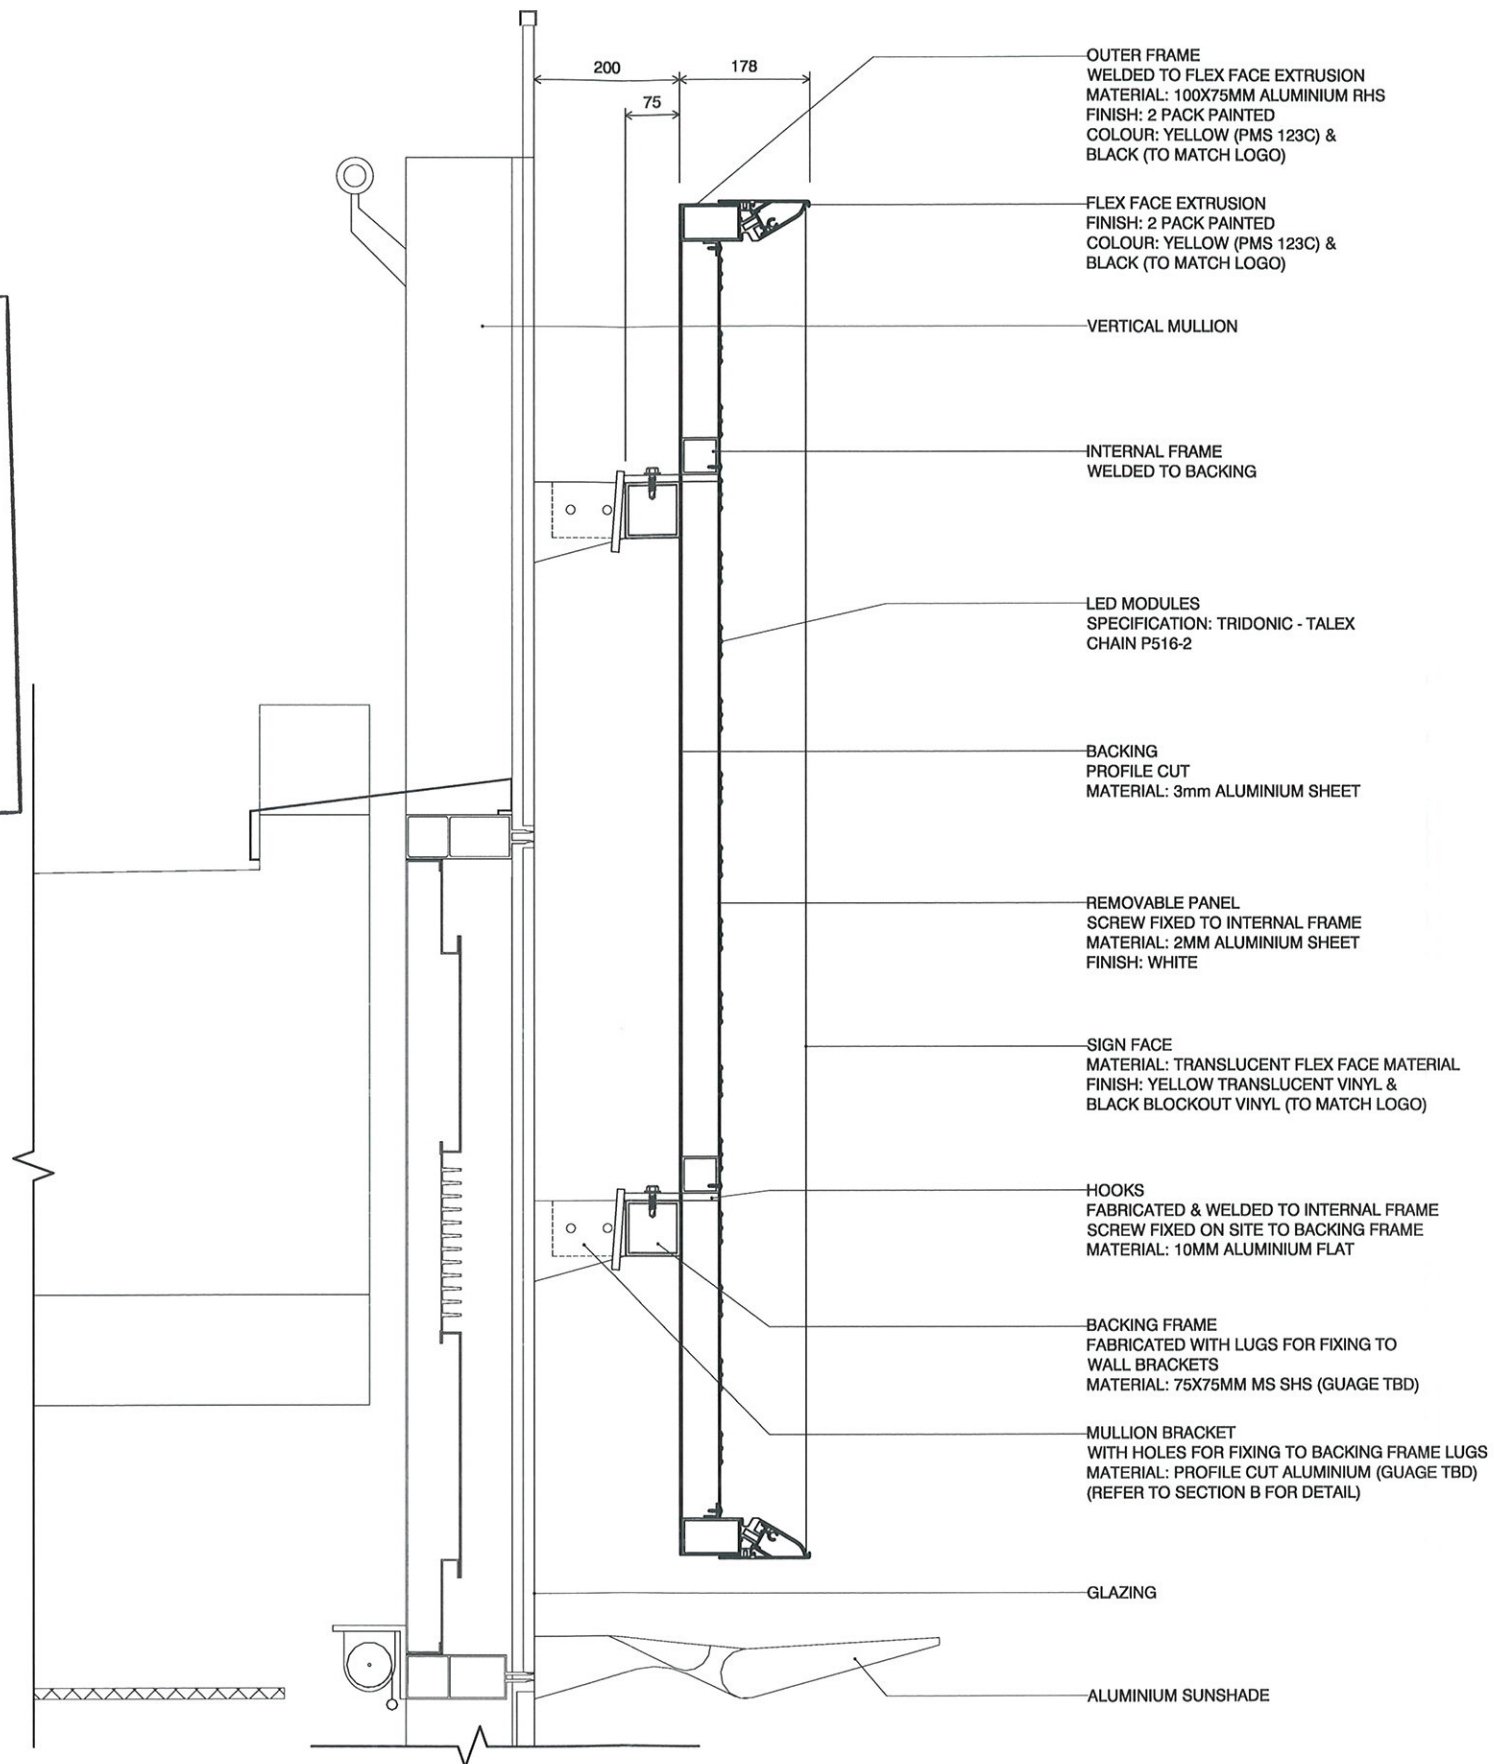 200
178
75
OUTER FRAME
WELDED TO FLEX FACE EXTRUSION
MATERIAL: 100X75MM ALUMINIUM RHS
FINISH: 2 PACK PAINTED
COLOUR: YELLOW (PMS 123C) &
BLACK (TO MATCH LOGO)
FLEX FACE EXTRUSION
FINISH: 2 PACK PAINTED
COLOUR: YELLOW (PMS 123C) &
BLACK (TO MATCH LOGO)
VERTICAL MULLION
INTERNAL FRAME
WELDED TO BACKING
LED MODULES
SPECIFICATION: TRIDONIC - TALEX
CHAIN P516-2
BACKING
PROFILE CUT
MATERIAL: 3mm ALUMINIUM SHEET
REMOVABLE PANEL
SCREW FIXED TO INTERNAL FRAME
MATERIAL: 2MM ALUMINIUM SHEET
FINISH: WHITE
SIGN FACE
MATERIAL: TRANSLUCENT FLEX FACE MATERIAL
FINISH: YELLOW TRANSLUCENT VINYL &
BLACK BLOCKOUT VINYL (TO MATCH LOGO)
HOOKS
FABRICATED & WELDED TO INTERNAL FRAME
SCREW FIXED ON SITE TO BACKING FRAME
MATERIAL: 10MM ALUMINIUM FLAT
BACKING FRAME
FABRICATED WITH LUGS FOR FIXING TO
WALL BRACKETS
MATERIAL: 75X75MM MS SHS (GUAGE TBD)
MULLION BRACKET
WITH HOLES FOR FIXING TO BACKING FRAME LUGS
MATERIAL: PROFILE CUT ALUMINIUM (GUAGE TBD)
(REFER TO SECTION B FOR DETAIL)
GLAZING
ALUMINIUM SUNSHADE